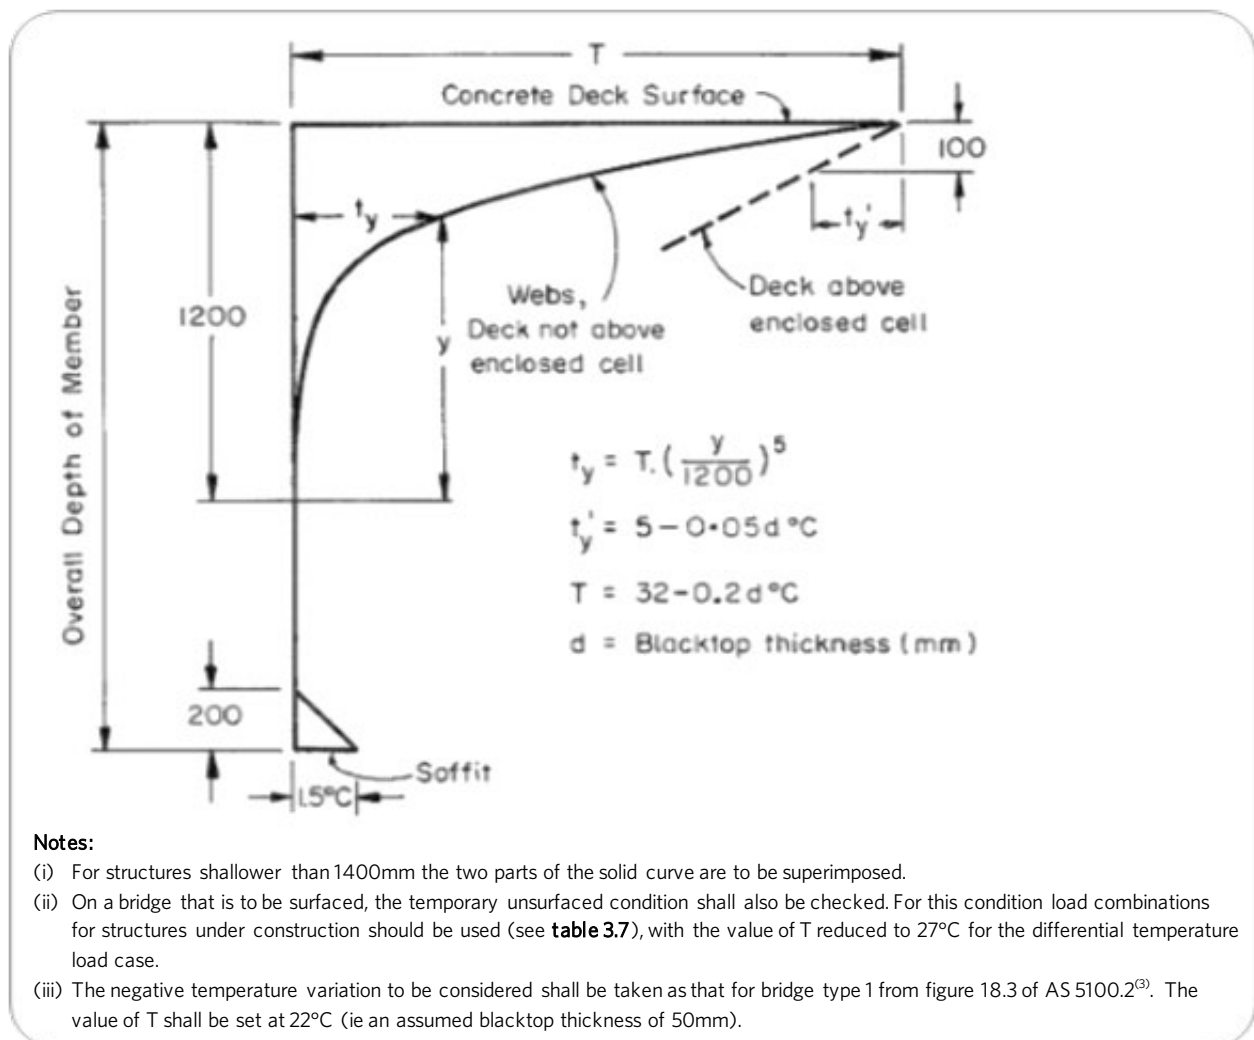 T
Concrete Deck Surface
100
t_y
t_y'
1200
Webs,
Deck not above
enclosed cell
Deck above
enclosed cell
y
Overall Depth of Member
t_y = T.(y/1200)^5
t_y' = 5-0·05d °C
T = 32-0.2d °C
d = Blacktop thickness (mm)
200
Soffit
1.5°C
Notes:
(i) For structures shallower than 1400mm the two parts of the solid curve are to be superimposed.
(ii) On a bridge that is to be surfaced, the temporary unsurfaced condition shall also be checked. For this condition load combinations
for structures under construction should be used (see table 3.7), with the value of T reduced to 27°C for the differential temperature
load case.
(iii) The negative temperature variation to be considered shall be taken as that for bridge type 1 from figure 18.3 of AS 5100.2(3). The
value of T shall be set at 22°C (ie an assumed blacktop thickness of 50mm).